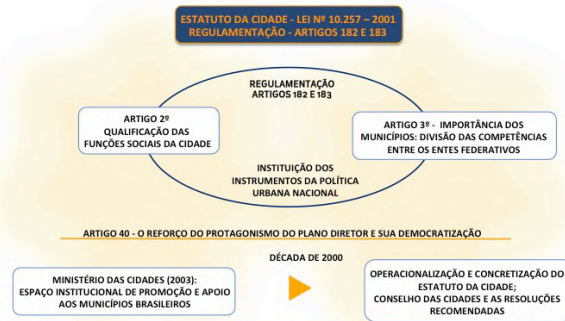 ESTATUTO DA CIDADE - LEI Nº 10.257 – 2001
REGULAMENTAÇÃO - ARTIGOS 182 E 183
REGULAMENTAÇÃO
ARTIGOS 182 E 183
ARTIGO 2º
QUALIFICAÇÃO DAS
FUNÇÕES SOCIAIS DA CIDADE
ARTIGO 3º - IMPORTÂNCIA DOS
MUNICÍPIOS: DIVISÃO DAS COMPETÊNCIAS
ENTRE OS ENTES FEDERATIVOS
INSTITUIÇÃO DOS
INSTRUMENTOS DA POLÍTICA
URBANA NACIONAL
ARTIGO 40 - O REFORÇO DO PROTAGONISMO DO PLANO DIRETOR E SUA DEMOCRATIZAÇÃO
DÉCADA DE 2000
MINISTÉRIO DAS CIDADES (2003):
ESPAÇO INSTITUCIONAL DE PROMOÇÃO E APOIO
AOS MUNICÍPIOS BRASILEIROS
OPERACIONALIZAÇÃO E CONCRETIZAÇÃO DO
ESTATUTO DA CIDADE;
CONSELHO DAS CIDADES E AS RESOLUÇÕES
RECOMENDADAS